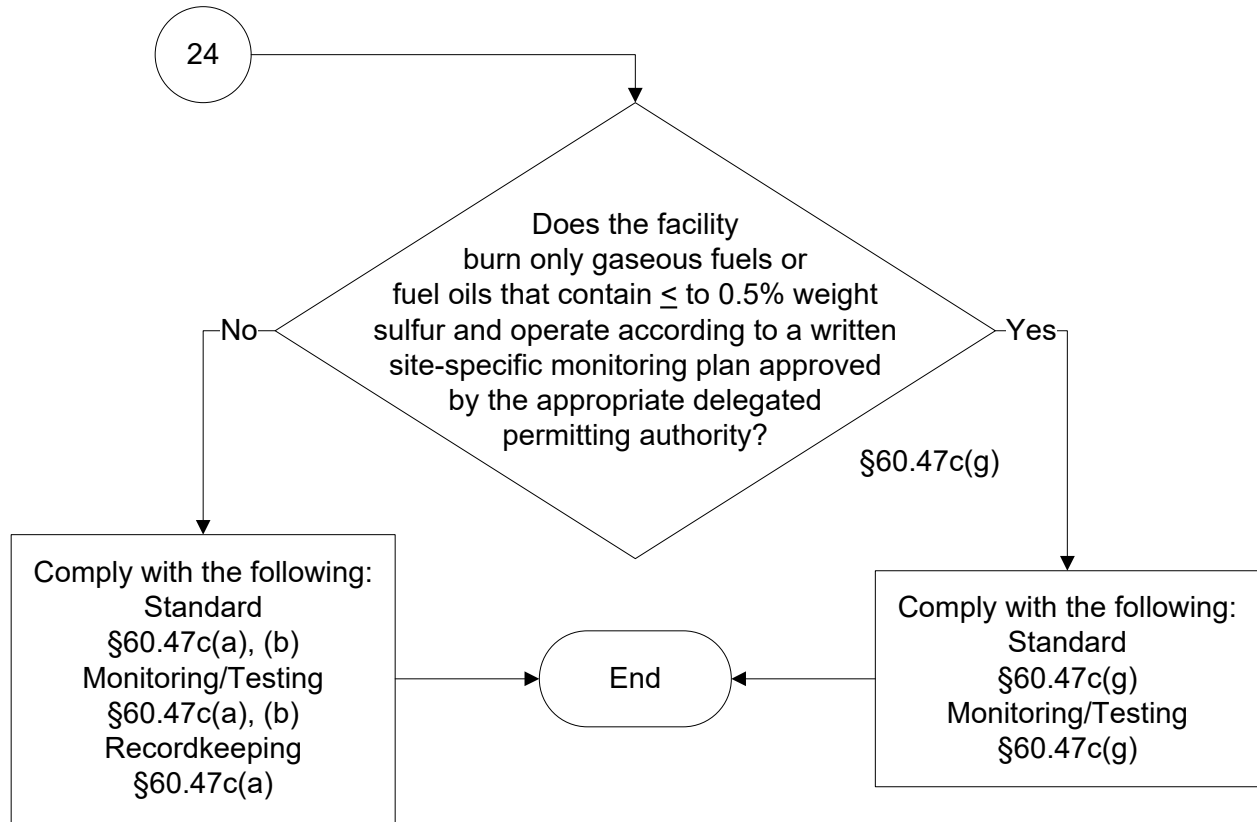 24
Does the facility
burn only gaseous fuels or
fuel oils that contain ≤ to 0.5% weight
sulfur and operate according to a written
site-specific monitoring plan approved
by the appropriate delegated
permitting authority?
No
Yes
§60.47c(g)
Comply with the following:
Standard
§60.47c(a), (b)
Monitoring/Testing
§60.47c(a), (b)
Recordkeeping
§60.47c(a)
End
Comply with the following:
Standard
§60.47c(g)
Monitoring/Testing
§60.47c(g)